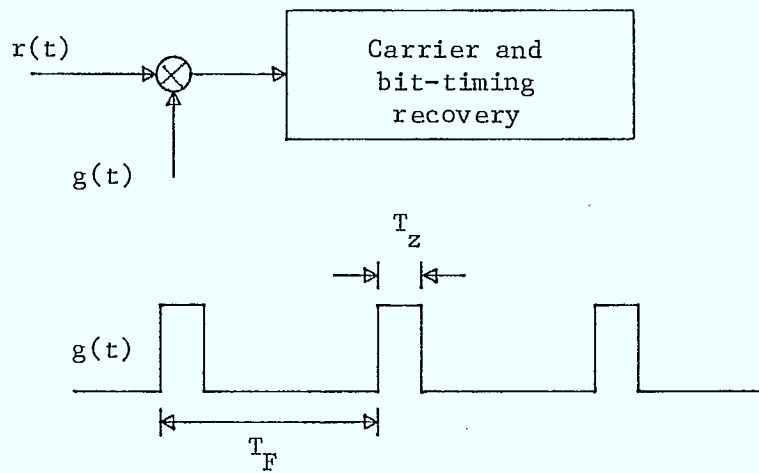 r(t)
Carrier and
bit-timing
recovery
g(t)
T_z
g(t)
T_F